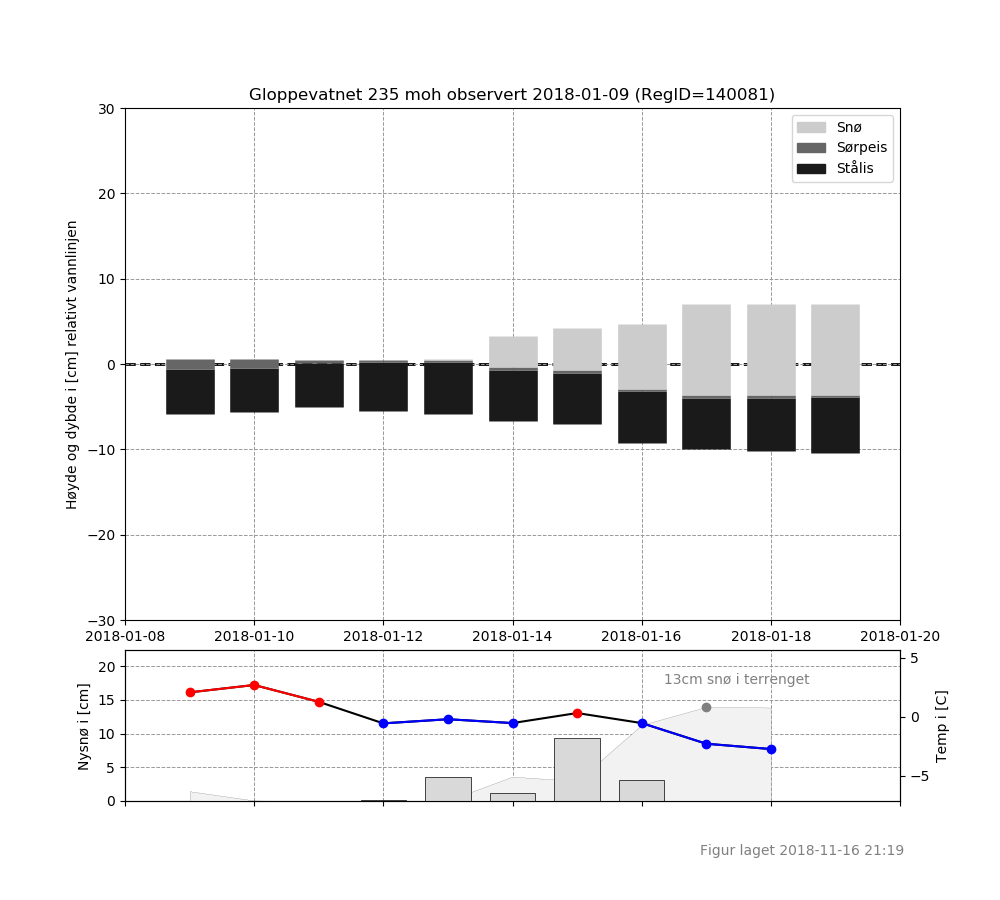 Gloppevatnet 235 moh observert 2018-01-09 (RegID=140081)
Snø
Sørpeis
Stålis
Høyde og dybde i [cm] relativt vannlinjen
30
20
10
0
−10
−20
−30
2018-01-08 2018-01-10 2018-01-12 2018-01-14 2018-01-16 2018-01-18 2018-01-20
Nysnø i [cm]
20
15
10
5
0
13cm snø i terrenget
5
0
−5
Temp i [C]
Figur laget 2018-11-16 21:19